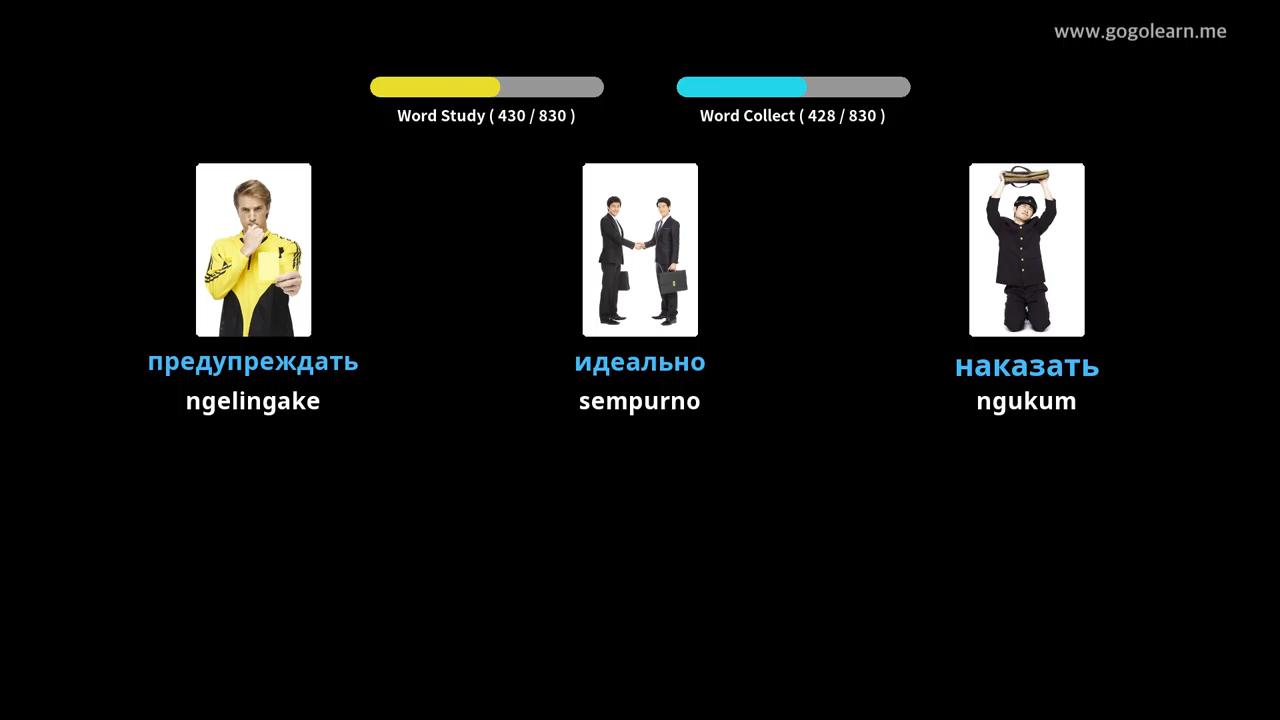 www.gogolearn.me
Word Study ( 430 / 830 )
Word Collect ( 428 / 830 )
предупреждать
идеально
наказать
ngelingake
sempurno
ngukum